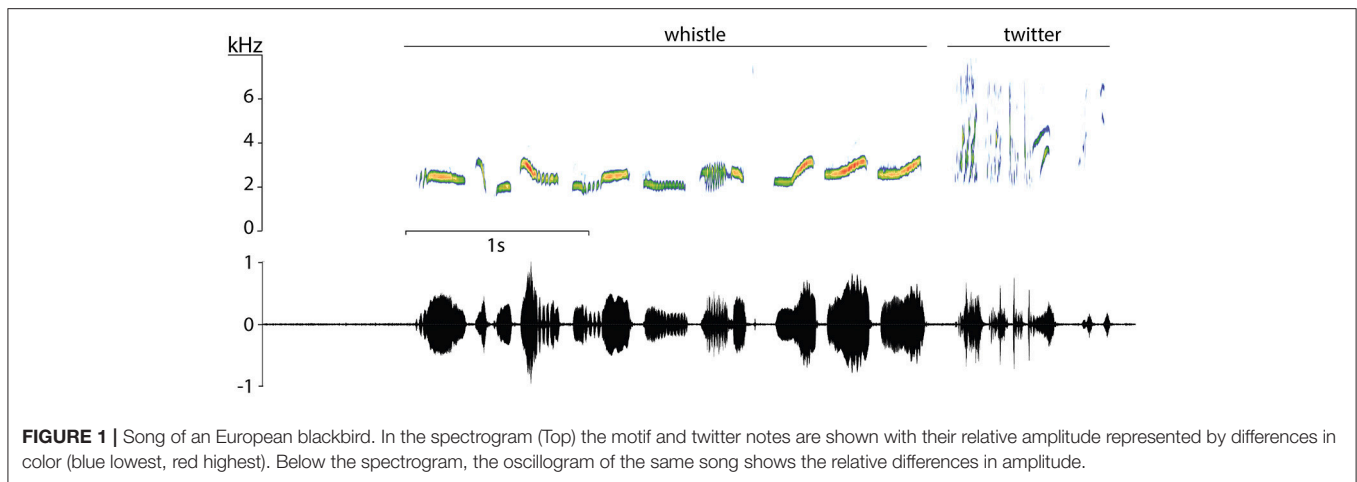 whistle twitter
kHz
6
4
2
0
1s
1
0
-1
FIGURE 1 | Song of an European blackbird. In the spectrogram (Top) the motif and twitter notes are shown with their relative amplitude represented by differences in
color (blue lowest, red highest). Below the spectrogram, the oscillogram of the same song shows the relative differences in amplitude.